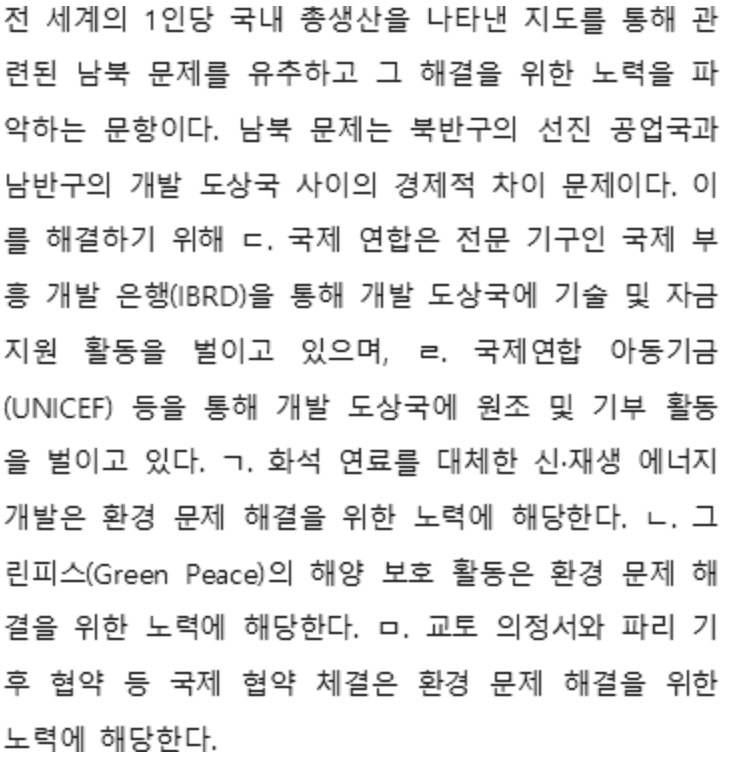 전 세계의 1인당 국내 총생산을 나타낸 지도를 통해 관
련된 남북 문제를 유추하고 그 해결을 위한 노력을 파
악하는 문항이다. 남북 문제는 북반구의 선진 공업국과
남반구의 개발 도상국 사이의 경제적 차이 문제이다. 이
를 해결하기 위해 ㄷ. 국제 연합은 전문 기구인 국제 부
흥 개발 은행(IBRD)을 통해 개발 도상국에 기술 및 자금
지원 활동을 벌이고 있으며, ㄹ. 국제연합 아동기금
(UNICEF) 등을 통해 개발 도상국에 원조 및 기부 활동
을 벌이고 있다. ㄱ. 화석 연료를 대체한 신·재생 에너지
개발은 환경 문제 해결을 위한 노력에 해당한다. ㄴ. 그
린피스(Green Peace)의 해양 보호 활동은 환경 문제 해
결을 위한 노력에 해당한다. ㅁ. 교토 의정서와 파리 기
후 협약 등 국제 협약 체결은 환경 문제 해결을 위한
노력에 해당한다.